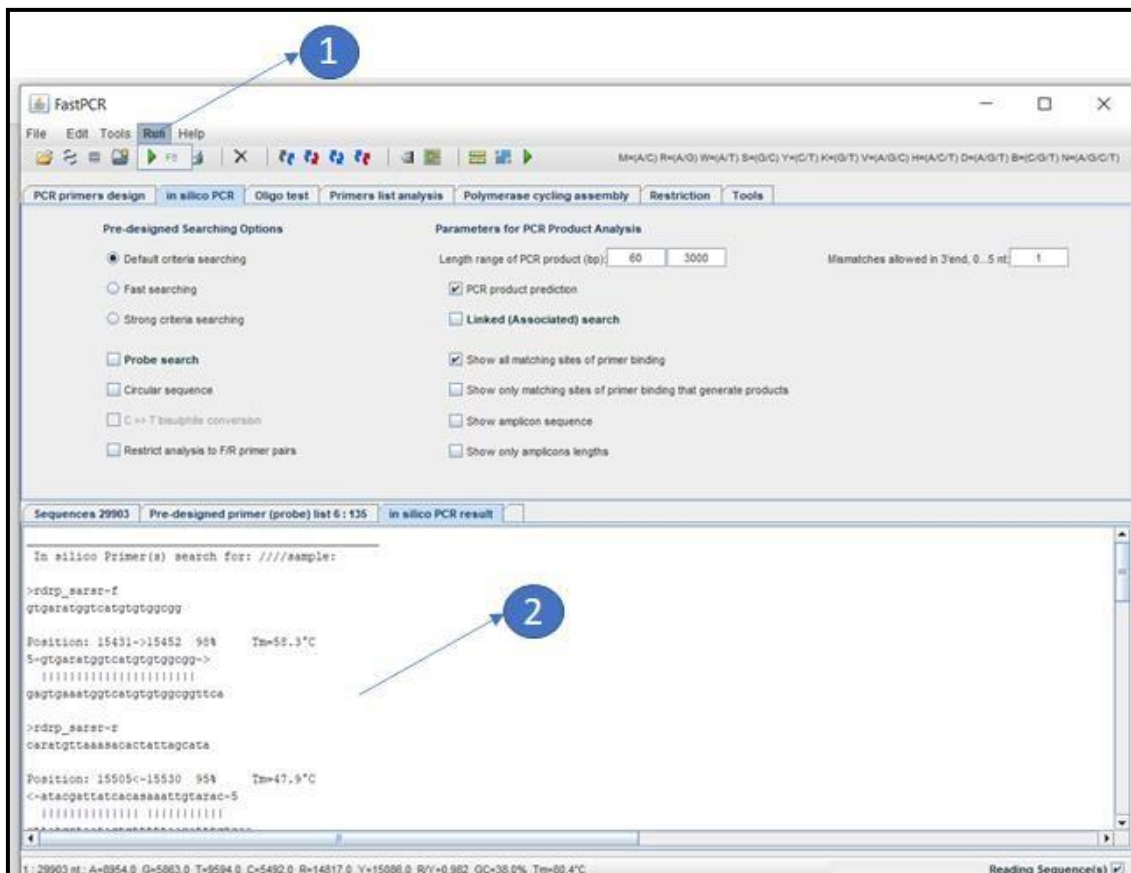 1
FastPCR
File Edit Tools Run Help
F5 M=(A/C) R=(A/G) W=(A/T) S=(G/C) Y=(C/T) K=(G/T) V=(A/G/C) H=(A/C/T) D=(A/G/T) B=(C/G/T) N=(A/G/C/T)
PCR primers design in silico PCR Oligo test Primers list analysis Polymerase cycling assembly Restriction Tools
Pre-designed Searching Options Parameters for PCR Product Analysis
Default criteria searching Length range of PCR product (bp): 60 3000 Mismatches allowed in 3'end, 0...5 nt: 1
Fast searching PCR product prediction
Strong criteria searching Linked (Associated) search
Probe search Show all matching sites of primer binding
Circular sequence Show only matching sites of primer binding that generate products
C >> T bisulphite conversion Show amplicon sequence
Restrict analysis to F/R primer pairs Show only amplicons lengths
Sequences 29903 Pre-designed primer (probe) list 6 : 135 in silico PCR result
In silico Primer(s) search for: ////sample:
>rdrp_sarsr-f
gtgaratggtcatgtgtggcgg
2
Position: 15431->15452 98% Tm=58.3°C
5-gtgaratggtcatgtgtggcgg->
||||||||||||||||||||||
gagtgaaatggtcatgtgtggcggttca
>rdrp_sarsr-r
caratgttaaasacactattagcata
Position: 15505<-15530 95% Tm=47.9°C
<-atacgattatcacasaaattgtarac-5
|||||||||||||| |||||||||||
1 : 29903 nt : A=8954.0 G=5863.0 T=9594.0 C=5492.0 R=14817.0 Y=15086.0 R/Y=0.982 GC=38.0% Tm=80.4°C Reading Sequence(s)